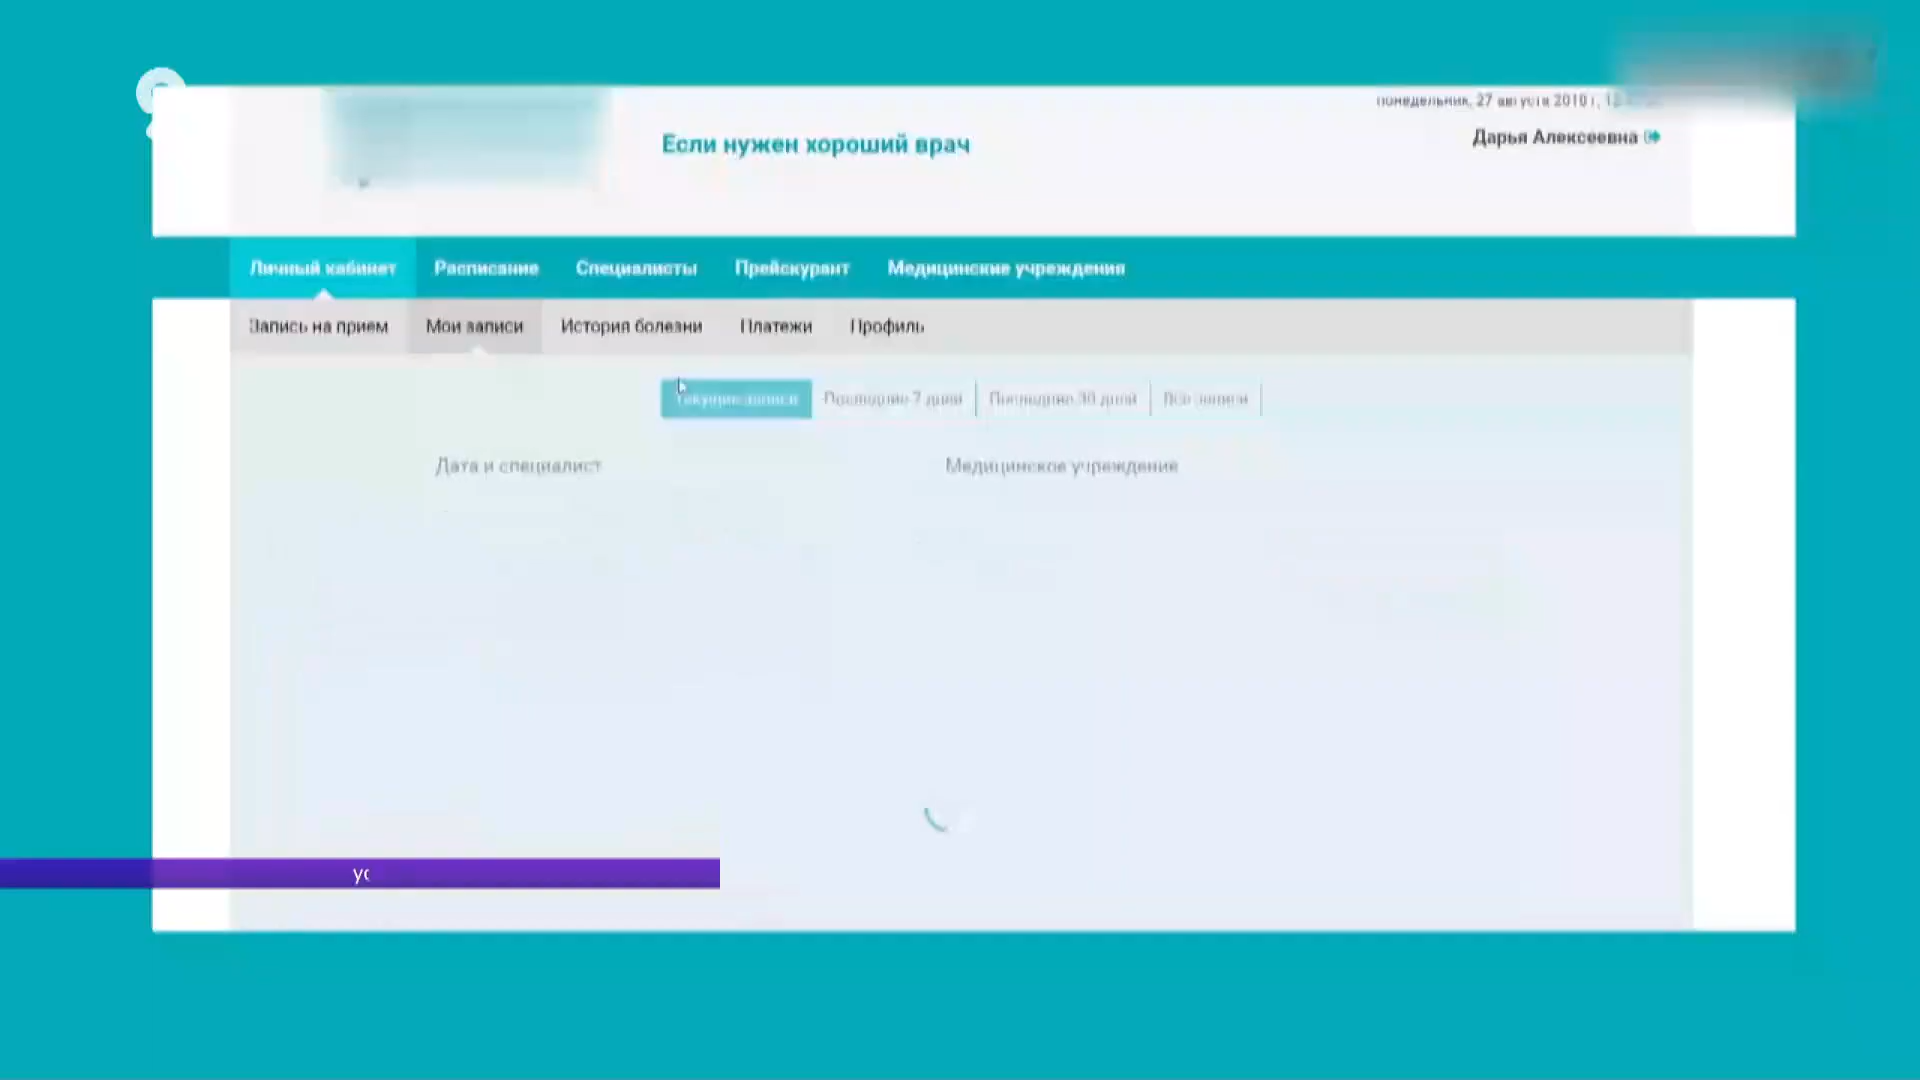 понедельник, 27 августа 2018 г,
Если нужен хороший врач
Дарья Алексеевна
Личный кабинет Расписание Специалисты Прейскурант Медицинские учреждения
Запись на прием Мои записи История болезни Платежи Профиль
Текущие записи Последние 7 дней Последние 30 дней Все записи
Дата и специалист Медицинское учреждение